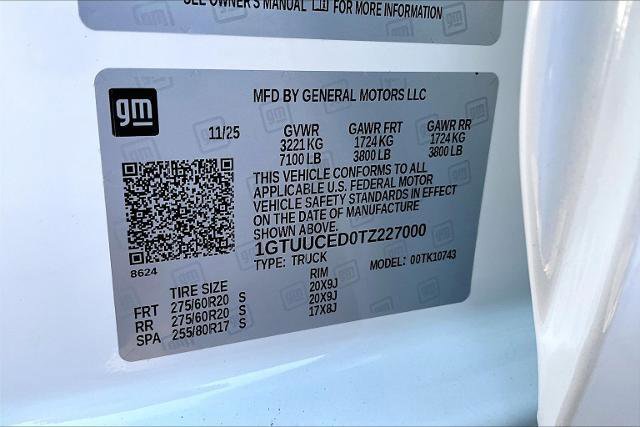 SEE OWNER'S MANUAL FOR MORE INFORMATION
gm
MFD BY GENERAL MOTORS LLC
11/25 GVWR GAWR FRT GAWR RR
3221 KG 1724 KG 1724 KG
7100 LB 3800 LB 3800 LB
THIS VEHICLE CONFORMS TO ALL
APPLICABLE U.S. FEDERAL MOTOR
VEHICLE SAFETY STANDARDS IN EFFECT
ON THE DATE OF MANUFACTURE
SHOWN ABOVE.
1GTUUCED0TZ227000
8624
TYPE: TRUCK MODEL: 00TK10743
TIRE SIZE RIM
FRT 275/60R20 S 20X9J
RR 275/60R20 S 20X9J
SPA 255/80R17 S 17X8J